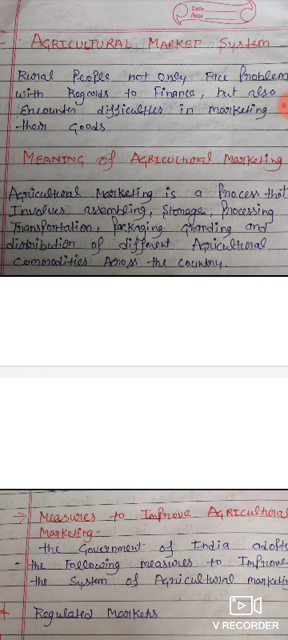 Date
Page
AGRICULTURAL MARKET System
Rural People not Only Face Problem
with Regards to Finance, but also
Encounter difficulties in marketing
their Goods
MEANING of AGRICULTURAL Marketing
Agricultural Marketing is a Process that
Involves assembling, Storage, Processing
Transportation, Packaging, Granding and
distribution of different Agricultural
Commodities Across the country.
→ Measures to Improve AGRICultural
Marketing-
the Government of India adopts
the Following measures to Improve
the System of Agricultural marketin
Regulated Markets
V RECORDER